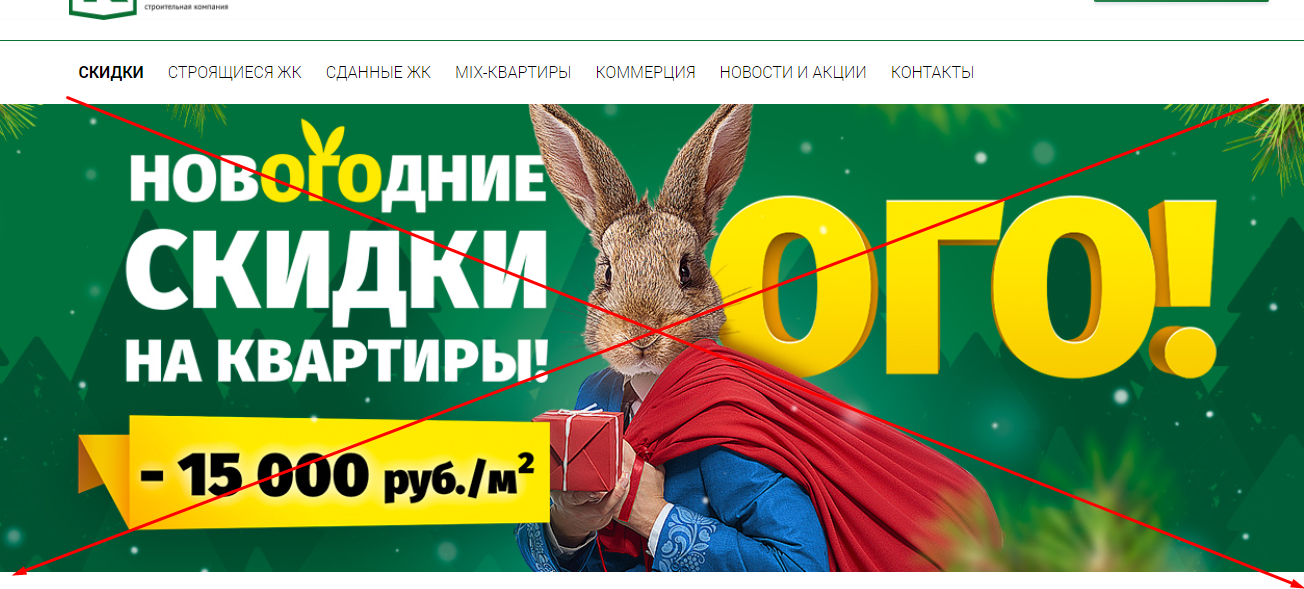 строительная компания
СКИДКИ СТРОЯЩИЕСЯ ЖК СДАННЫЕ ЖК MIX-КВАРТИРЫ КОММЕРЦИЯ НОВОСТИ И АКЦИИ КОНТАКТЫ
НОВОГОДНИЕ
СКИДКИ
НА КВАРТИРЫ!
- 15 000 руб./м²
ОГО!